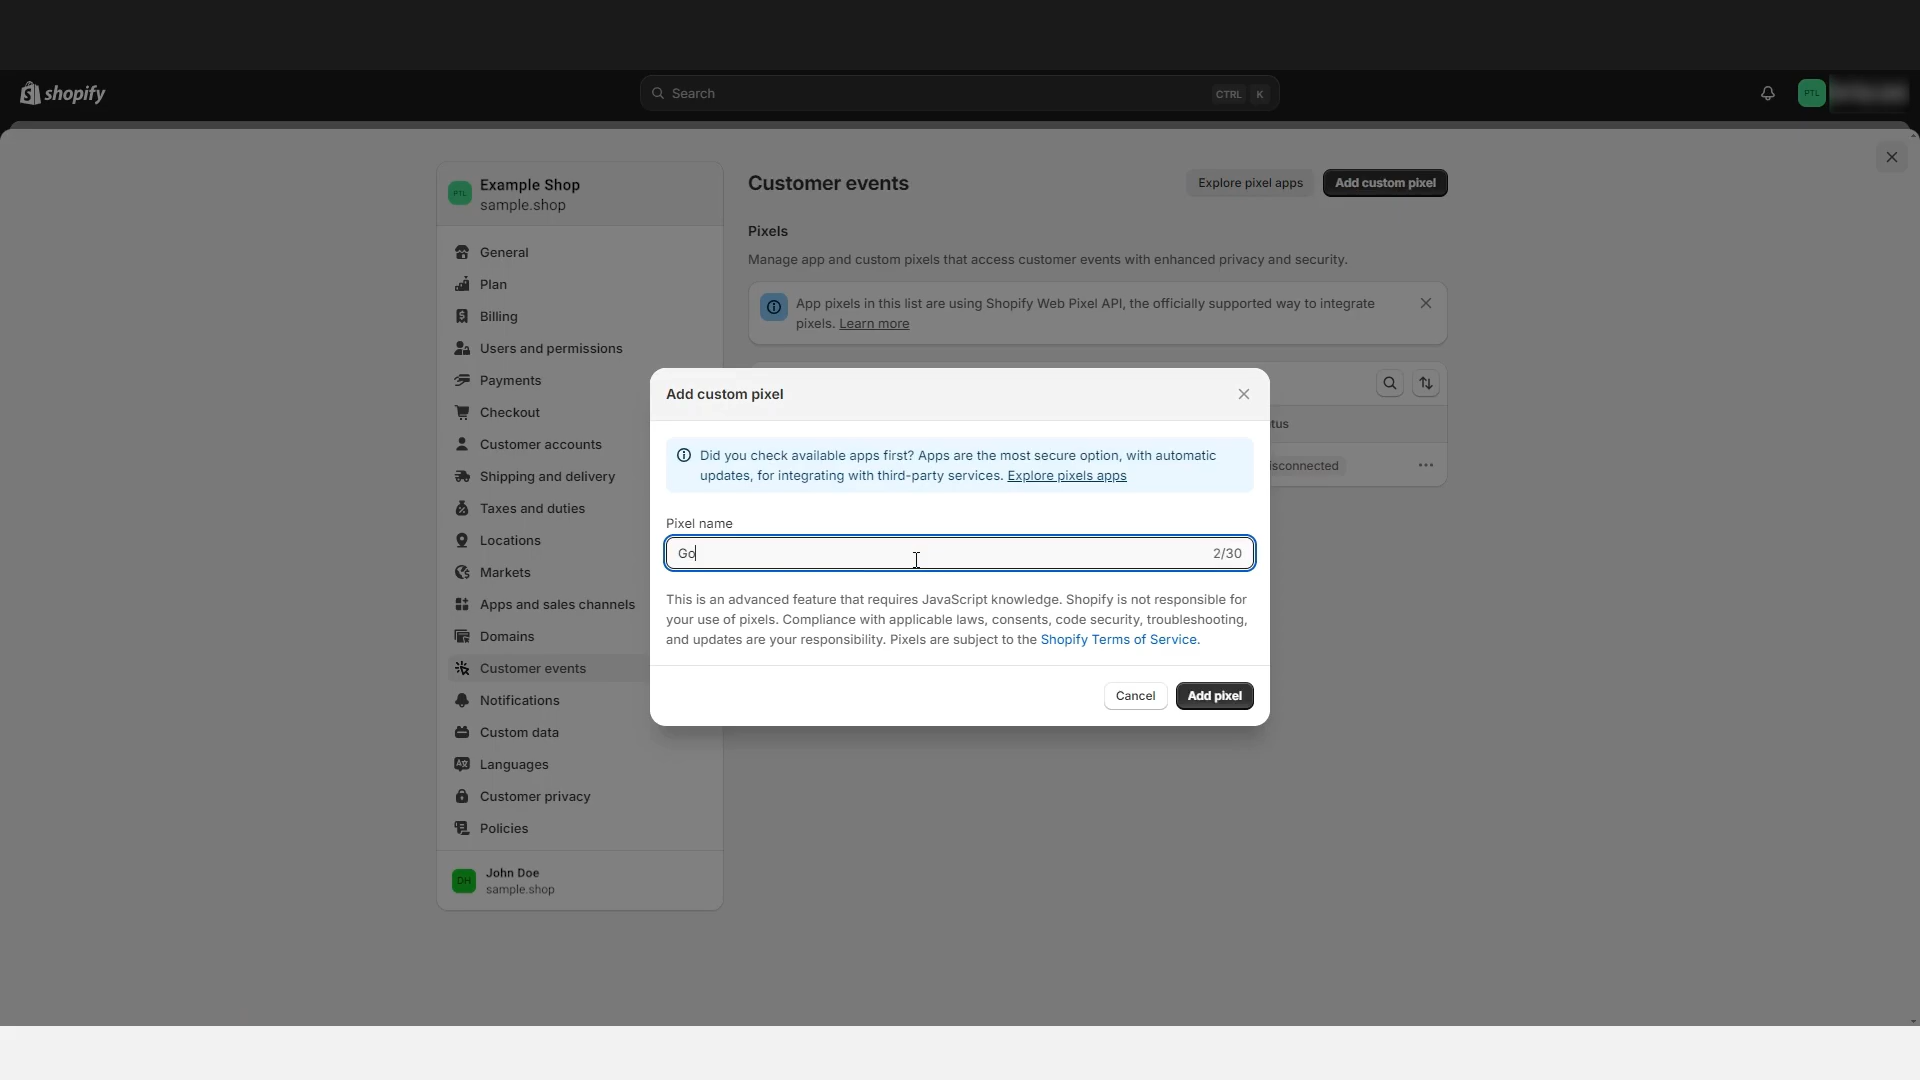 shopify
Search
CTRL K
PTL
PTL
Example Shop
sample.shop
General
Plan
Billing
Users and permissions
Payments
Checkout
Customer accounts
Shipping and delivery
Taxes and duties
Locations
Markets
Apps and sales channels
Domains
Customer events
Notifications
Custom data
Languages
Customer privacy
Policies
DH
John Doe
sample.shop
Customer events
Explore pixel apps
Add custom pixel
Pixels
Manage app and custom pixels that access customer events with enhanced privacy and security.
App pixels in this list are using Shopify Web Pixel API, the officially supported way to integrate
pixels. Learn more
tus
isconnected
Add custom pixel
Did you check available apps first? Apps are the most secure option, with automatic
updates, for integrating with third-party services. Explore pixels apps
Pixel name
Go 2/30
This is an advanced feature that requires JavaScript knowledge. Shopify is not responsible for
your use of pixels. Compliance with applicable laws, consents, code security, troubleshooting,
and updates are your responsibility. Pixels are subject to the Shopify Terms of Service.
Cancel
Add pixel